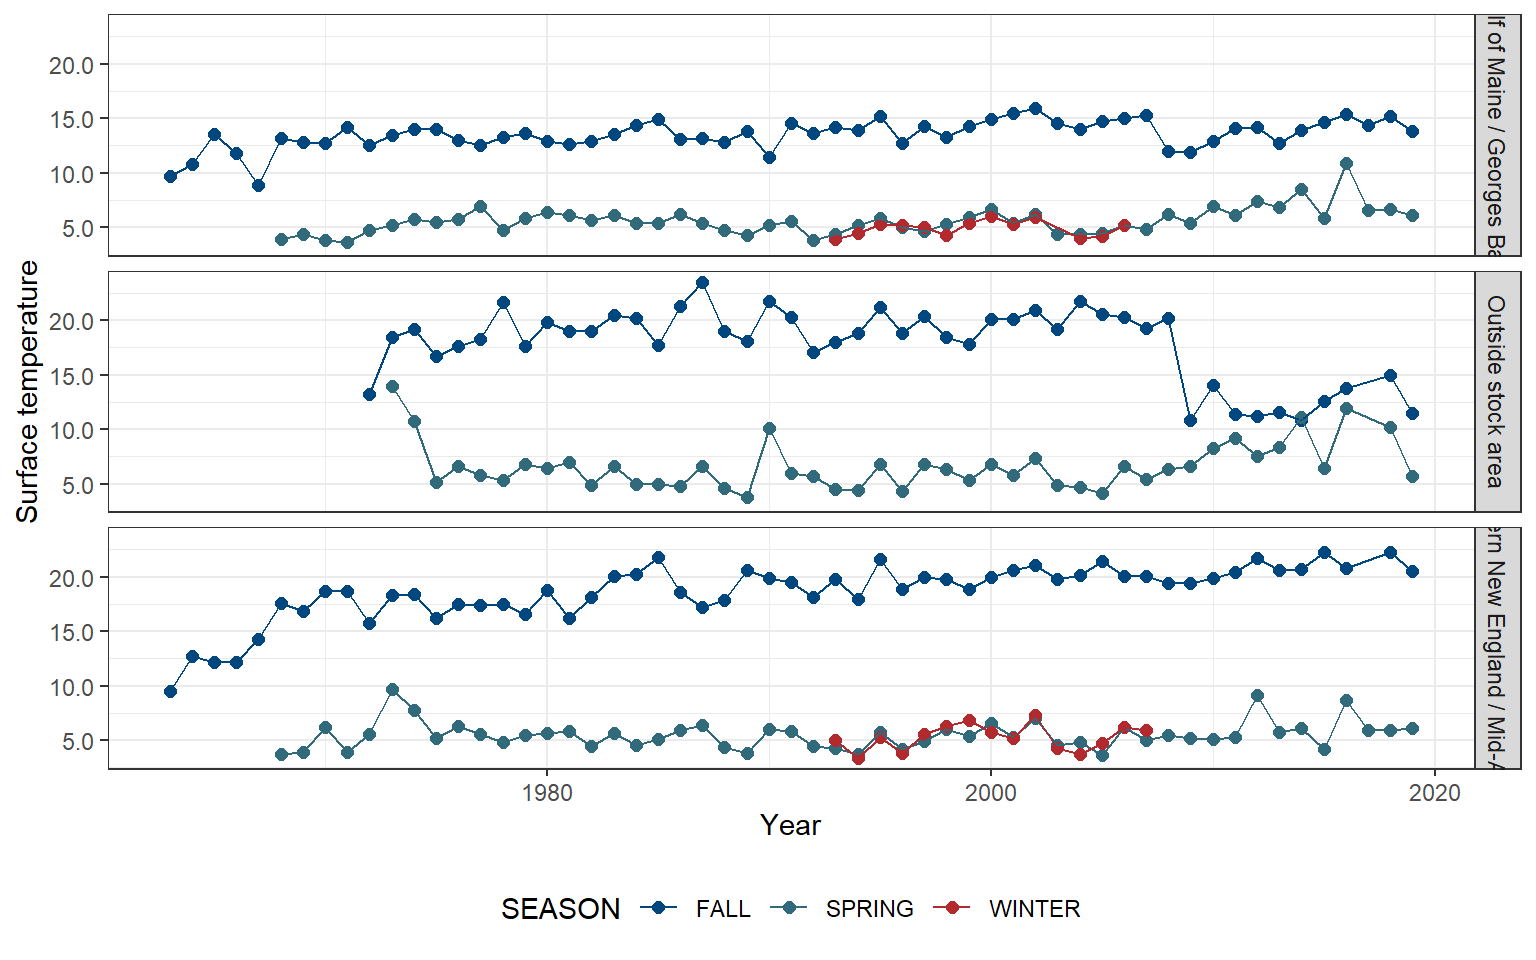 Surface temperature
20.0
15.0
10.0
5.0
lf of Maine / Georges Ba
20.0
15.0
10.0
5.0
Outside stock area
20.0
15.0
10.0
5.0
ern New England / Mid-A
1980 2000 2020
Year
SEASON FALL SPRING WINTER